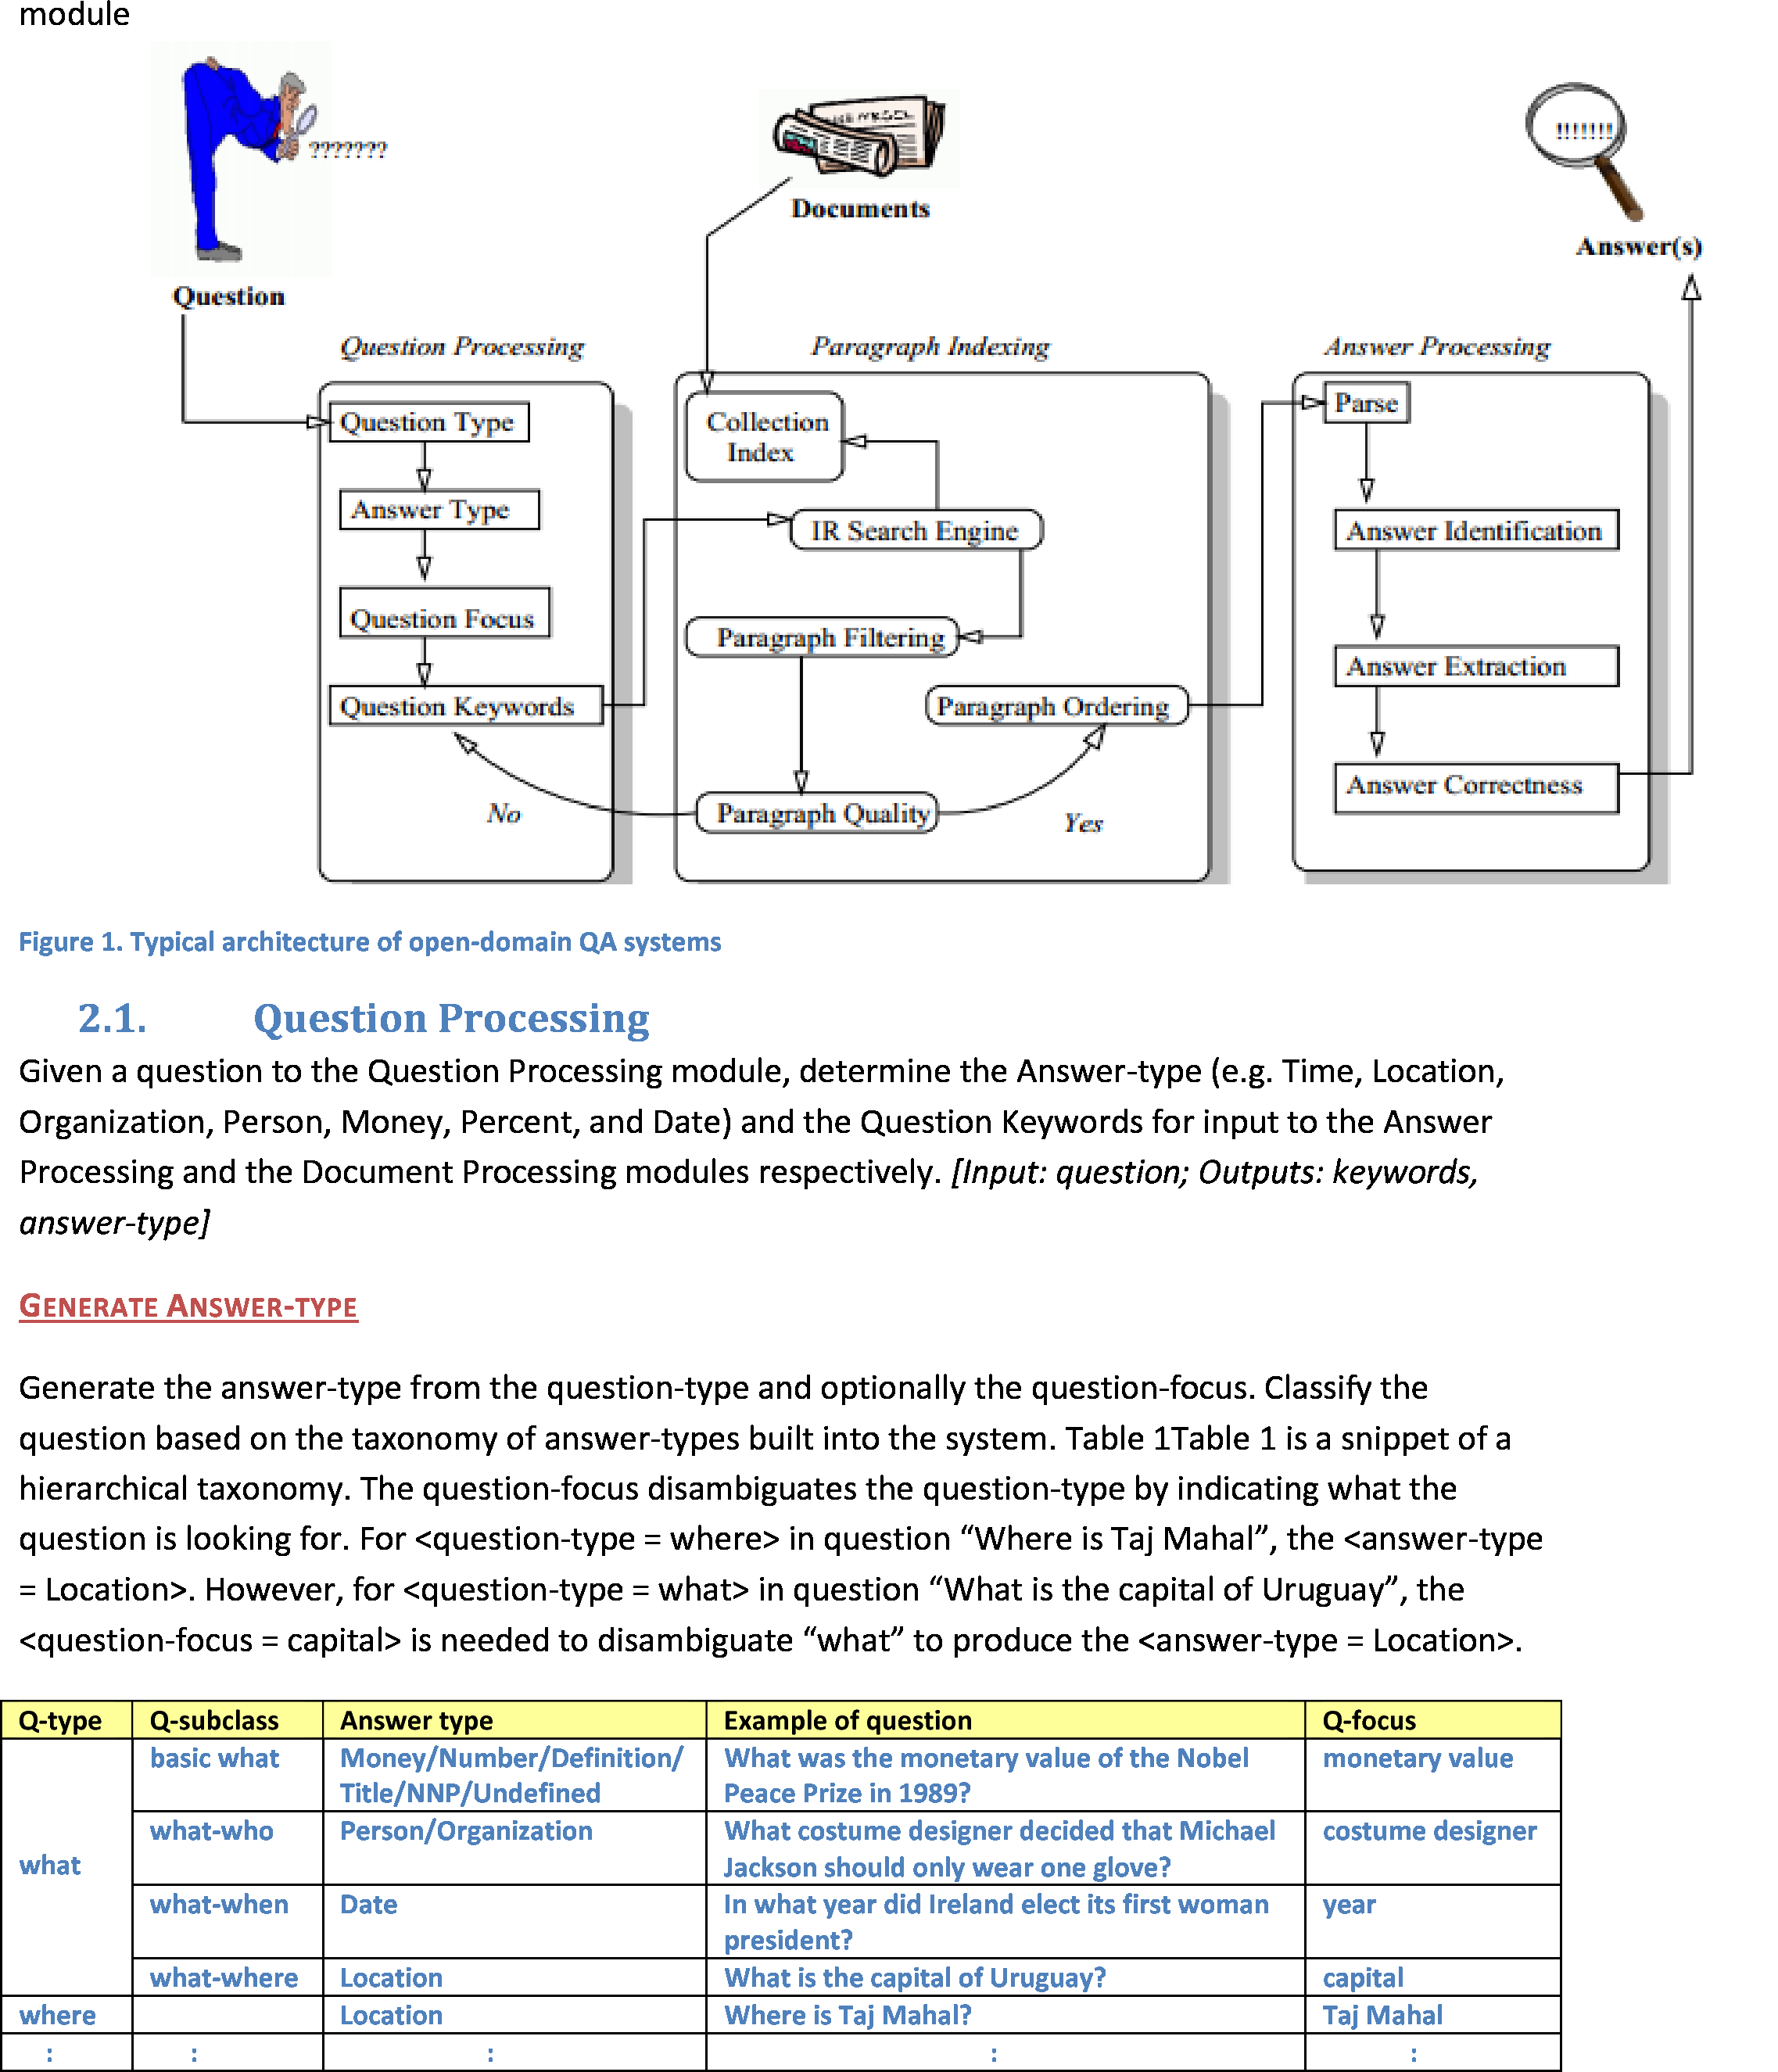 module
???????
Documents
!!!!!!!
Answer(s)
Question
Question Processing
Paragraph Indexing
Answer Processing
Question Type
Answer Type
Question Focus
Question Keywords
No
Collection
Index
IR Search Engine
Paragraph Filtering
Paragraph Ordering
Paragraph Quality
Yes
Parse
Answer Identification
Answer Extraction
Answer Correctness
Figure 1. Typical architecture of open-domain QA systems
2.1. Question Processing
Given a question to the Question Processing module, determine the Answer-type (e.g. Time, Location,
Organization, Person, Money, Percent, and Date) and the Question Keywords for input to the Answer
Processing and the Document Processing modules respectively. [Input: question; Outputs: keywords,
answer-type]
GENERATE ANSWER-TYPE
Generate the answer-type from the question-type and optionally the question-focus. Classify the
question based on the taxonomy of answer-types built into the system. Table 1Table 1 is a snippet of a
hierarchical taxonomy. The question-focus disambiguates the question-type by indicating what the
question is looking for. For <question-type = where> in question “Where is Taj Mahal”, the <answer-type
= Location>. However, for <question-type = what> in question “What is the capital of Uruguay”, the
<question-focus = capital> is needed to disambiguate “what” to produce the <answer-type = Location>.
Q-type Q-subclass Answer type Example of question Q-focus
what
basic what Money/Number/Definition/ What was the monetary value of the Nobel monetary value
Title/NNP/Undefined Peace Prize in 1989?
what-who Person/Organization What costume designer decided that Michael costume designer
Jackson should only wear one glove?
what-when Date In what year did Ireland elect its first woman year
president?
what-where Location What is the capital of Uruguay? capital
where Location Where is Taj Mahal? Taj Mahal
: : : : :